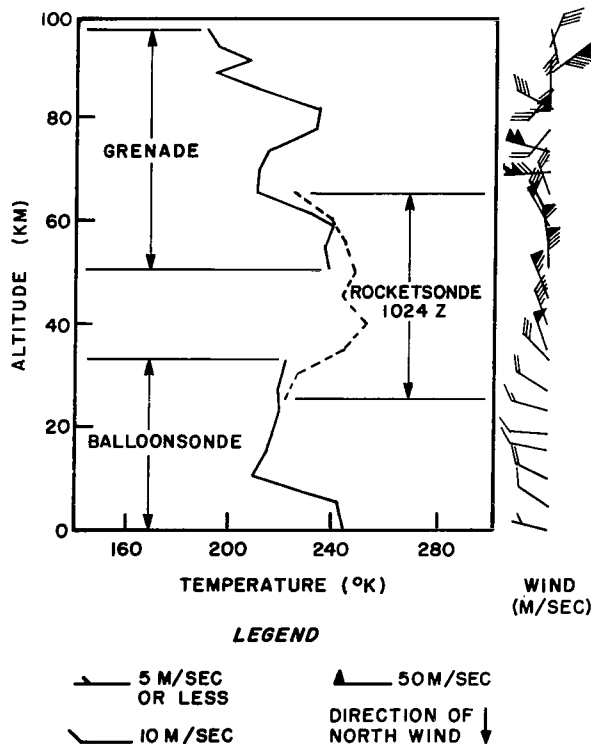 100
80
60
40
20
0
ALTITUDE (KM)
GRENADE
ROCKETSONDE
1024 Z
BALLOONSONDE
160
200
240
280
TEMPERATURE (°K)
WIND
(M/SEC)
LEGEND
5 M/SEC
OR LESS
10 M/SEC
50 M/SEC
DIRECTION OF
NORTH WIND